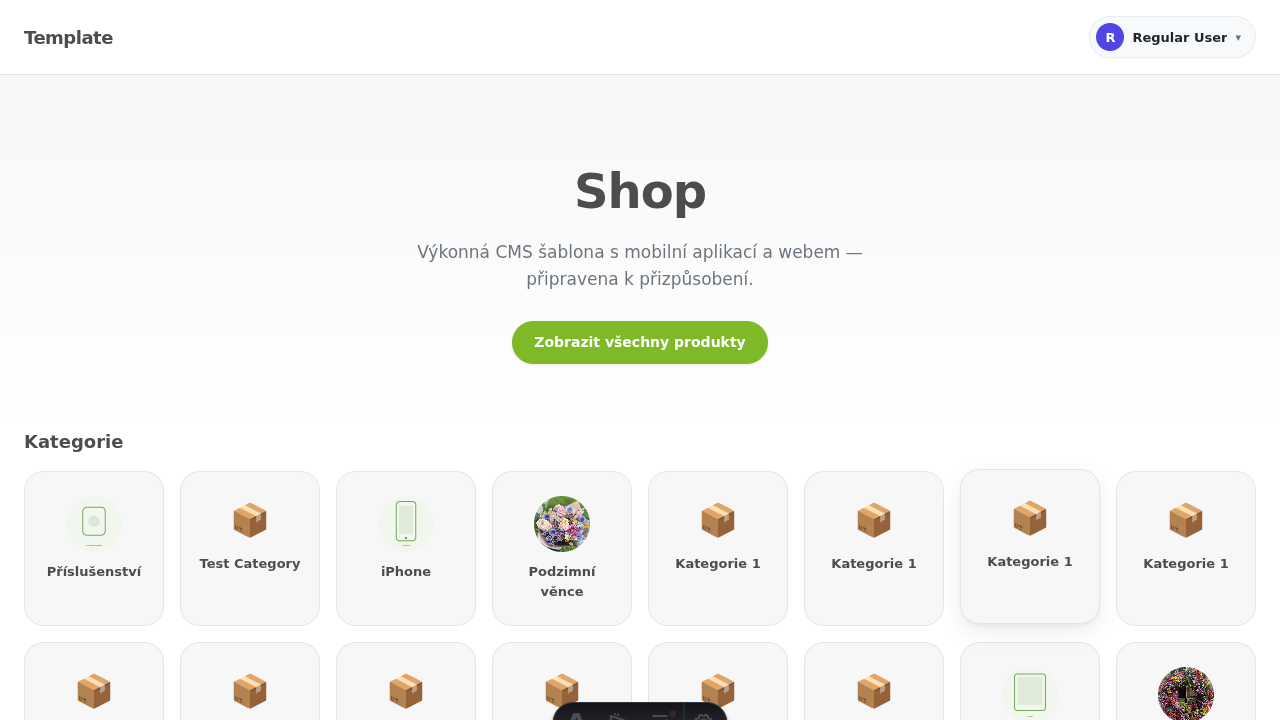 Template
R
Regular User ▾
Shop
Výkonná CMS šablona s mobilní aplikací a webem —
připravena k přizpůsobení.
Zobrazit všechny produkty
Kategorie
Příslušenství
Test Category
iPhone
Podzimní
věnce
Kategorie 1
Kategorie 1
Kategorie 1
Kategorie 1